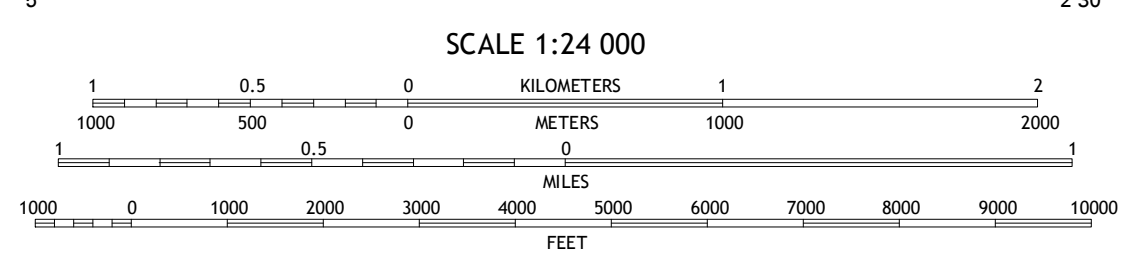 5 2 30
SCALE 1:24 000
1 0.5 0 KILOMETERS 1 2
1000 500 0 METERS 1000 2000
1 0.5 0 1
MILES
1000 0 1000 2000 3000 4000 5000 6000 7000 8000 9000 10000
FEET